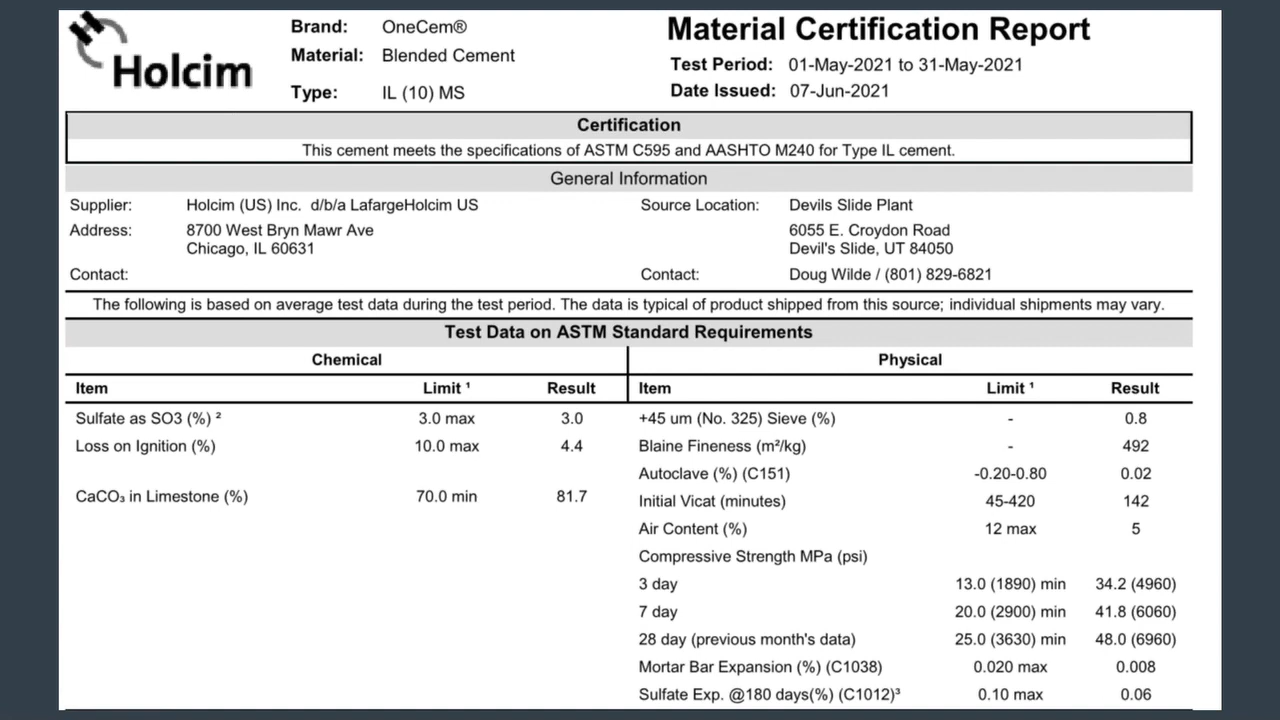 Holcim
Brand: OneCem®
Material: Blended Cement
Type: IL (10) MS
Material Certification Report
Test Period: 01-May-2021 to 31-May-2021
Date Issued: 07-Jun-2021
Certification
This cement meets the specifications of ASTM C595 and AASHTO M240 for Type IL cement.
General Information
Supplier: Holcim (US) Inc. d/b/a LafargeHolcim US Source Location: Devils Slide Plant
Address: 8700 West Bryn Mawr Ave 6055 E. Croydon Road
Chicago, IL 60631 Devil's Slide, UT 84050
Contact: Contact: Doug Wilde / (801) 829-6821
The following is based on average test data during the test period. The data is typical of product shipped from this source; individual shipments may vary.
Test Data on ASTM Standard Requirements
Chemical
Item Limit ¹ Result
Sulfate as SO3 (%) ² 3.0 max 3.0
Loss on Ignition (%) 10.0 max 4.4
CaCO₃ in Limestone (%) 70.0 min 81.7
Physical
Item Limit ¹ Result
+45 um (No. 325) Sieve (%) - 0.8
Blaine Fineness (m²/kg) - 492
Autoclave (%) (C151) -0.20-0.80 0.02
Initial Vicat (minutes) 45-420 142
Air Content (%) 12 max 5
Compressive Strength MPa (psi)
3 day 13.0 (1890) min 34.2 (4960)
7 day 20.0 (2900) min 41.8 (6060)
28 day (previous month's data) 25.0 (3630) min 48.0 (6960)
Mortar Bar Expansion (%) (C1038) 0.020 max 0.008
Sulfate Exp. @180 days(%) (C1012)³ 0.10 max 0.06